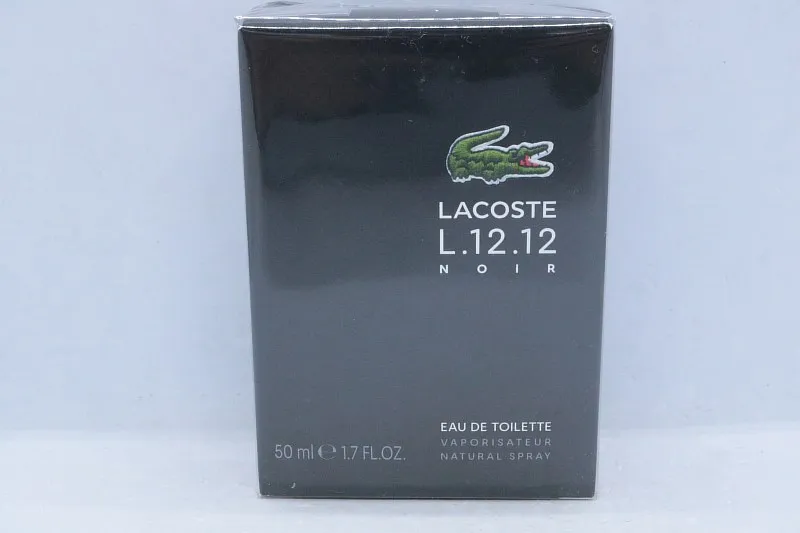 LACOSTE
L.12.12
NOIR
EAU DE TOILETTE
VAPORISATEUR
NATURAL SPRAY
50 ml ℮ 1.7 FL.OZ.